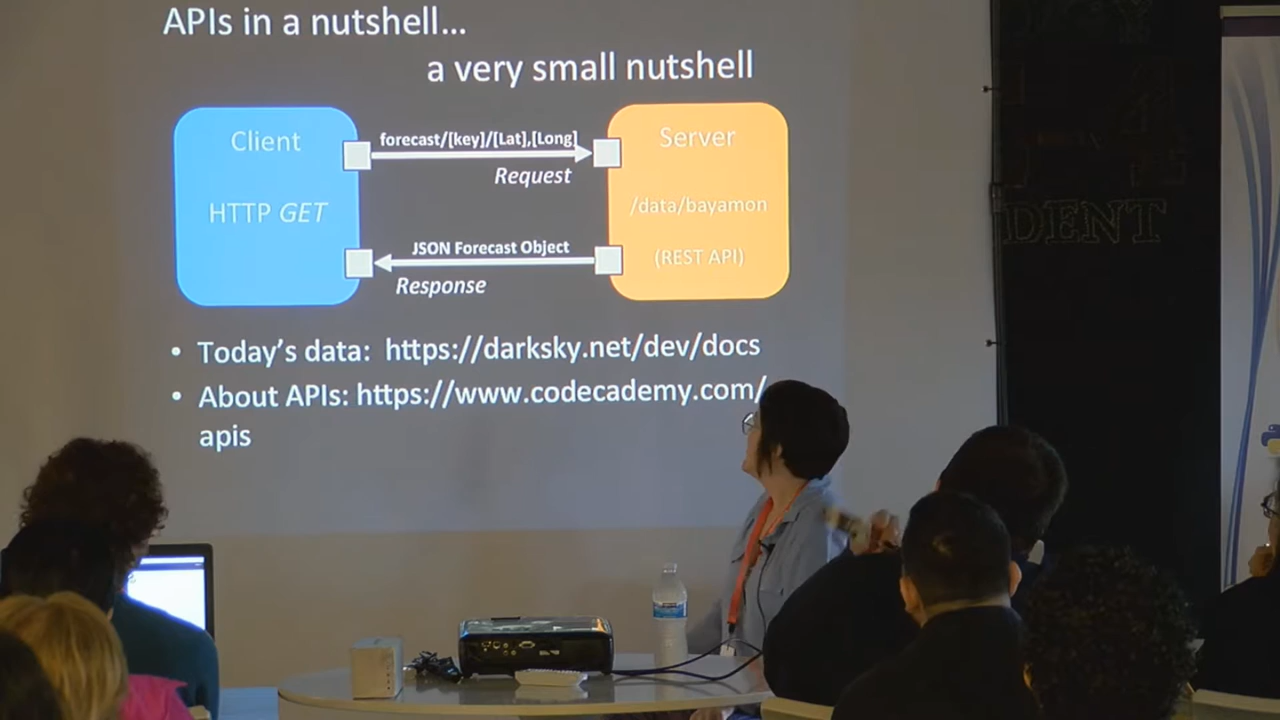 APIs in a nutshell…
a very small nutshell
Client
HTTP GET
forecast/[key]/[Lat],[Long]
Request
JSON Forecast Object
Response
Server
/data/bayamon
(REST API)
• Today's data: https://darksky.net/dev/docs
• About APIs: https://www.codecademy.com/
apis
DENT